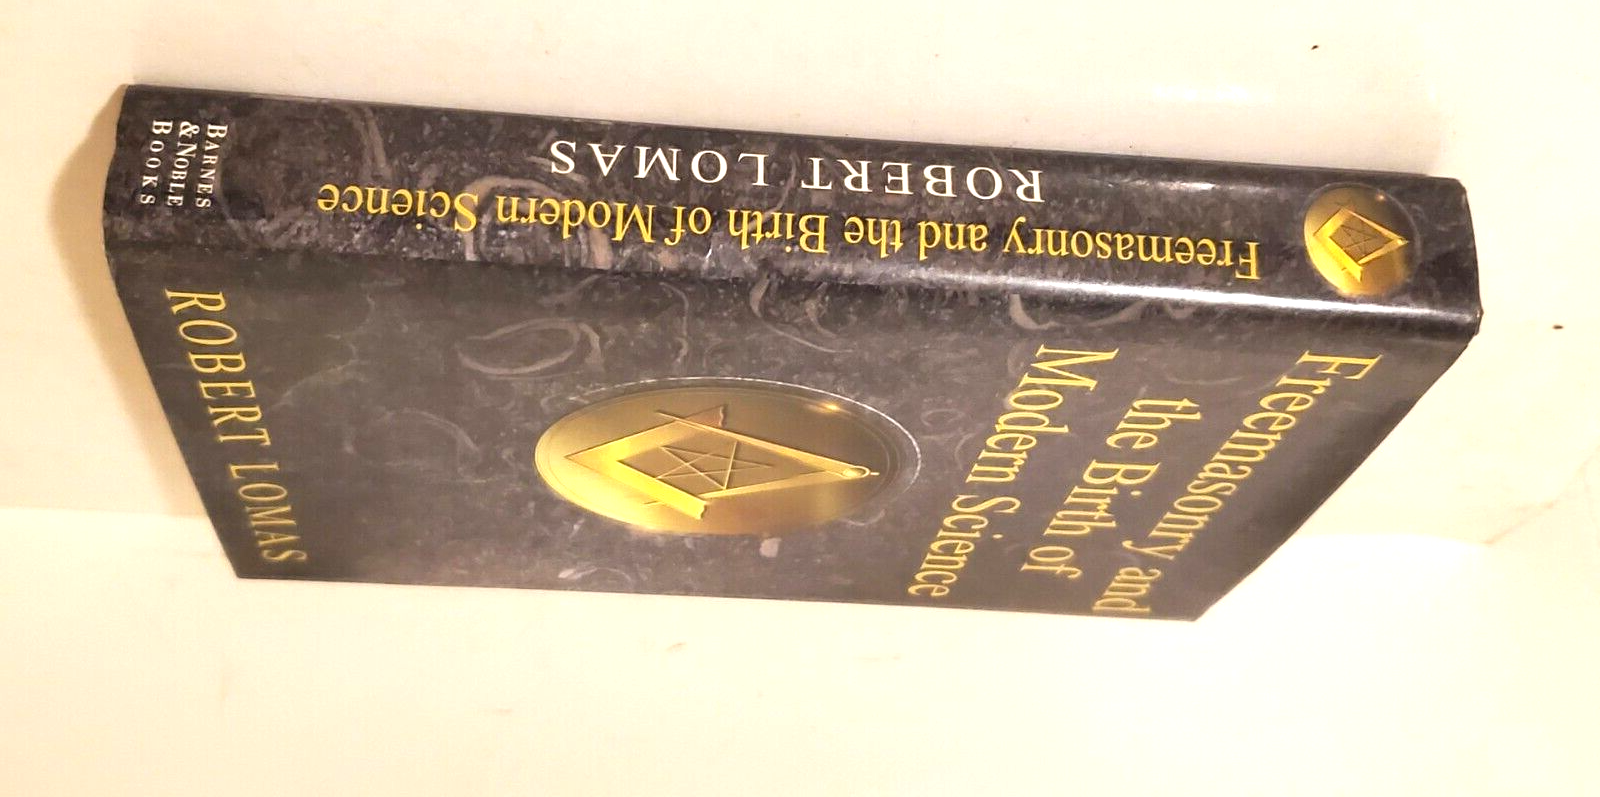 Freemasonry and the Birth of Modern Science
ROBERT LOMAS
BARNES
& NOBLE
BOOKS
Freemasonry and
the Birth of
Modern Science
ROBERT LOMAS